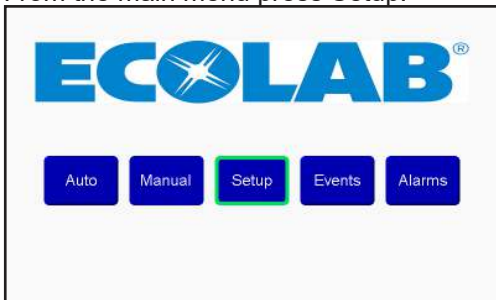 From the Main Menu press Setup.
ECOLAB®
Auto Manual Setup Events Alarms